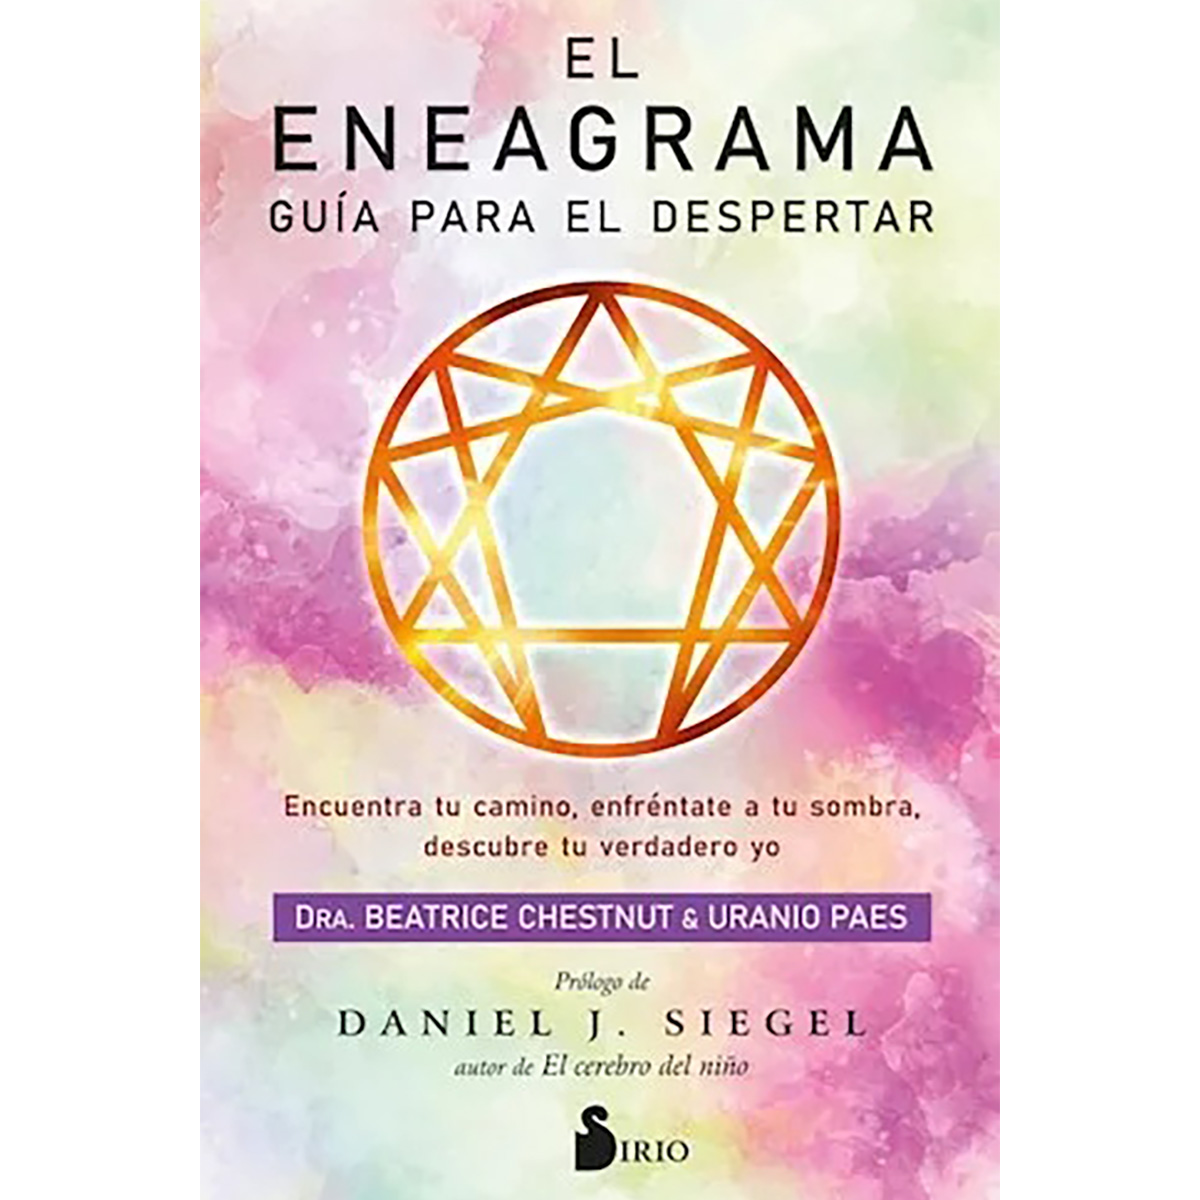 EL
ENEAGRAMA
GUÍA PARA EL DESPERTAR
Encuentra tu camino, enfréntate a tu sombra,
descubre tu verdadero yo
DRA. BEATRICE CHESTNUT & URANIO PAES
Prólogo de
DANIEL J. SIEGEL
autor de El cerebro del niño
SIRIO